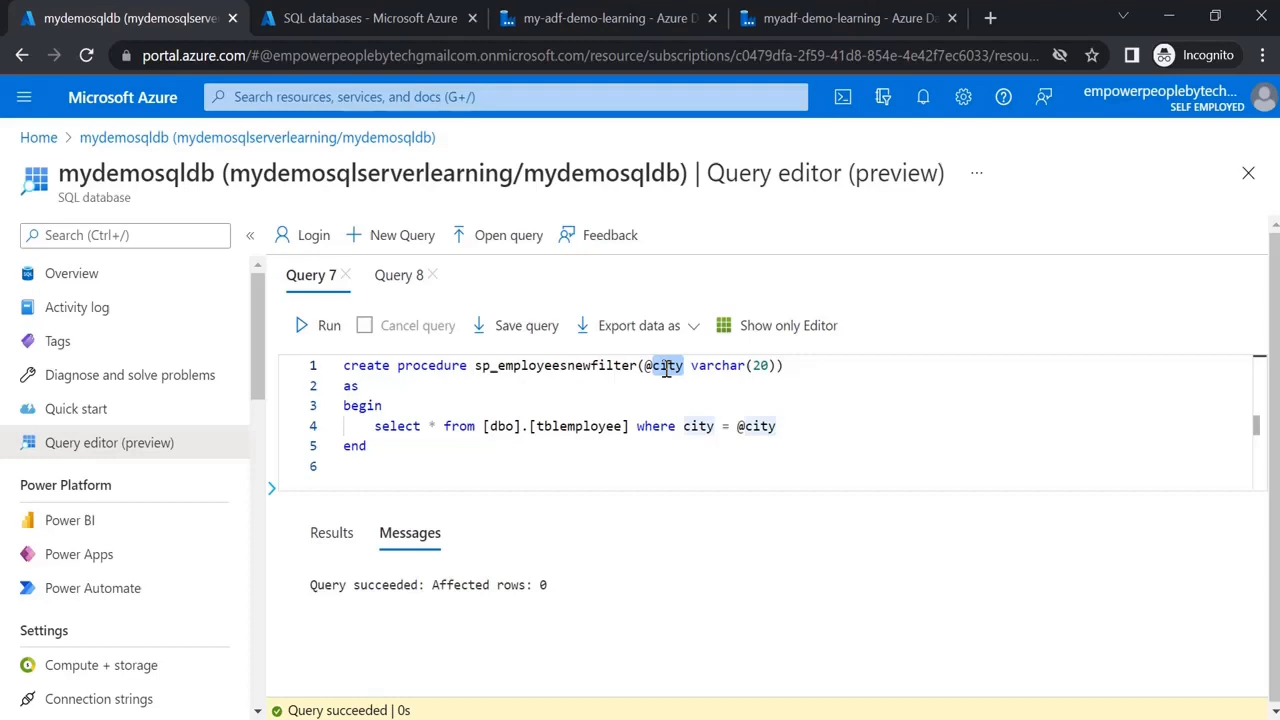 mydemosqldb (mydemosqlserver
SQL databases - Microsoft Azure
my-adf-demo-learning - Azure D
myadf-demo-learning - Azure Da
portal.azure.com/#@empowerpeoplebytechgmailcom.onmicrosoft.com/resource/subscriptions/c0479dab-2f59-41d8-854e-4e42f7ec6033/resou...
Incognito
Microsoft Azure
Search resources, services, and docs (G+/)
empowerpeoplebytech...
SELF EMPLOYED
Home > mydemosqldb (mydemosqlserverlearning/mydemosqldb)
mydemosqldb (mydemosqlserverlearning/mydemosqldb) | Query editor (preview) ...
SQL database
Search (Ctrl+/)
«
Login
New Query
Open query
Feedback
Overview
Activity log
Tags
Diagnose and solve problems
Quick start
Query editor (preview)
Power Platform
Power BI
Power Apps
Power Automate
Settings
Compute + storage
Connection strings
Query 7
Query 8
Run
Cancel query
Save query
Export data as
Show only Editor
1 create procedure sp_employeesnewfilter(@city varchar(20))
2 as
3 begin
4 select * from [dbo].[tblemployee] where city = @city
5 end
6
Results
Messages
Query succeeded: Affected rows: 0
Query succeeded | 0s